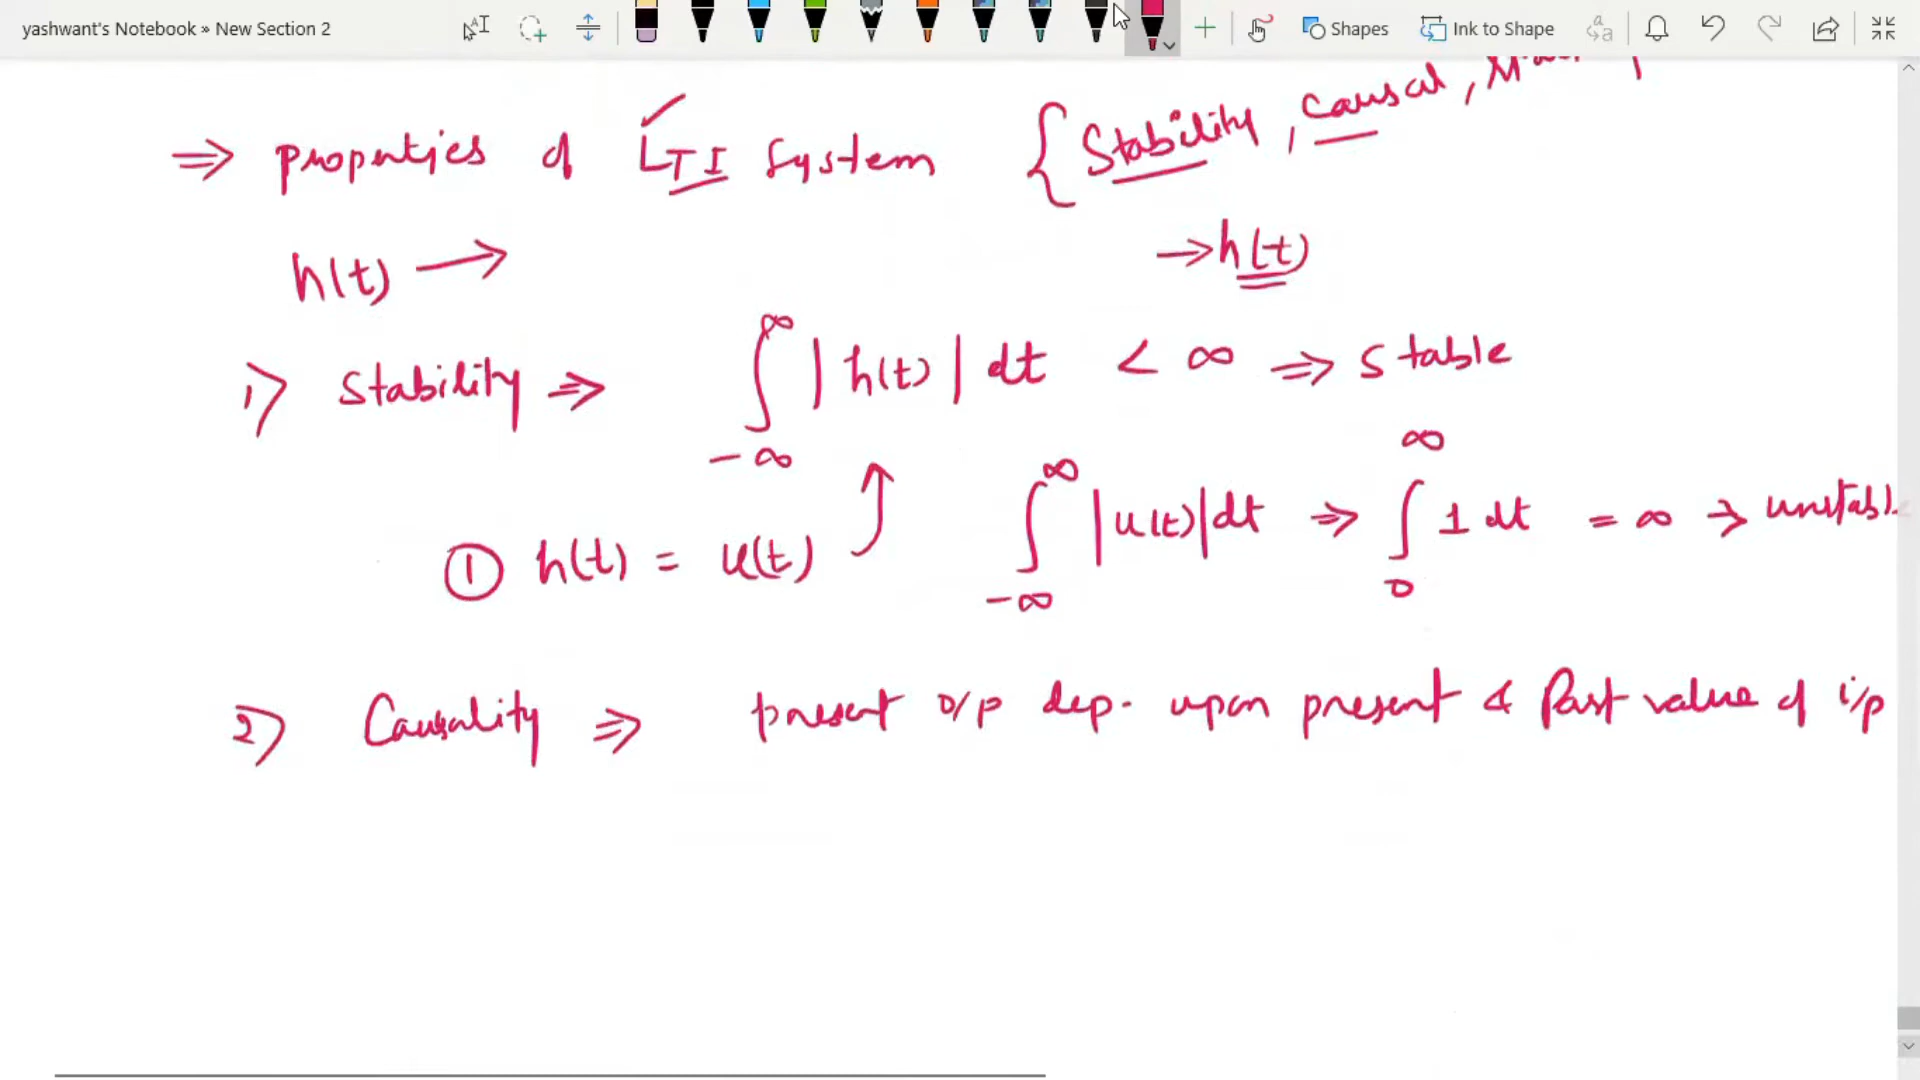 yashwant's Notebook » New Section 2
Shapes
Ink to Shape
⇒ properties of LTI system { Stability, causal,
h(t) →
→ h(t)
1) Stability ⇒ ∫_{-∞}^{∞} |h(t)| dt < ∞ ⇒ stable
① h(t) = u(t) ∫_{-∞}^{∞} |u(t)| dt ⇒ ∫_{0}^{∞} 1 dt = ∞ → unstable
2) Causality ⇒ present o/p dep. upon present & Past value of i/p